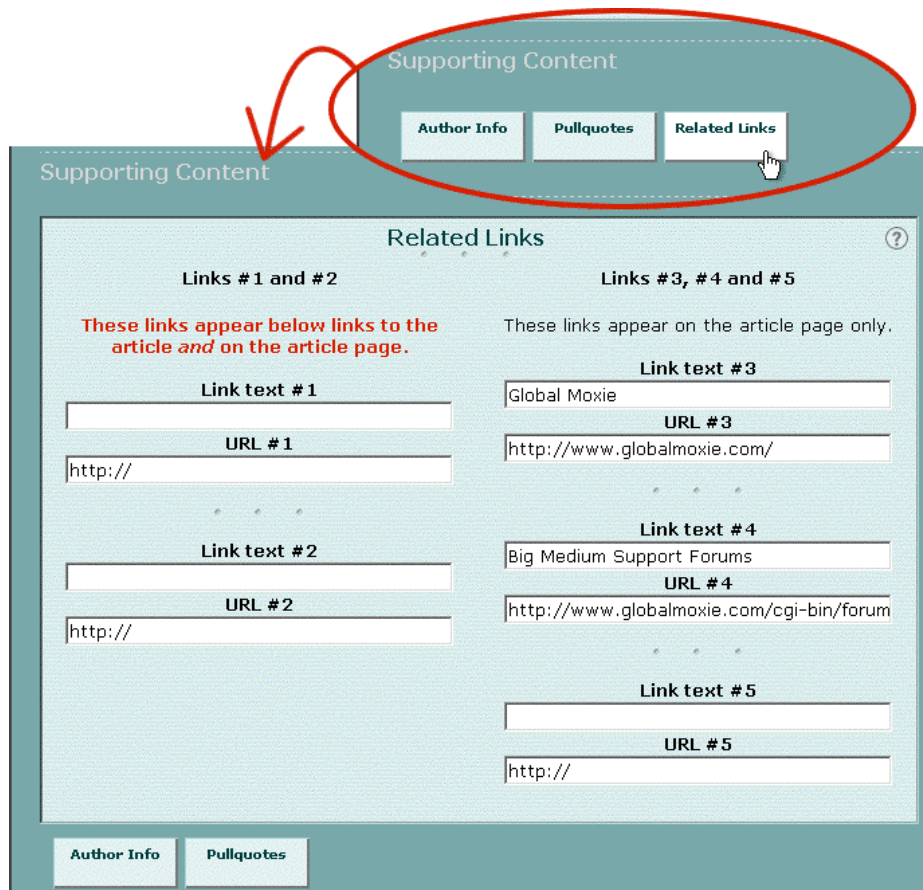 Supporting Content
Author Info
Pullquotes
Related Links
Supporting Content
Related Links
?
Links #1 and #2
These links appear below links to the
article and on the article page.
Link text #1
URL #1
http://
Link text #2
URL #2
http://
Links #3, #4 and #5
These links appear on the article page only.
Link text #3
Global Moxie
URL #3
http://www.globalmoxie.com/
Link text #4
Big Medium Support Forums
URL #4
http://www.globalmoxie.com/cgi-bin/forum
Link text #5
URL #5
http://
Author Info
Pullquotes